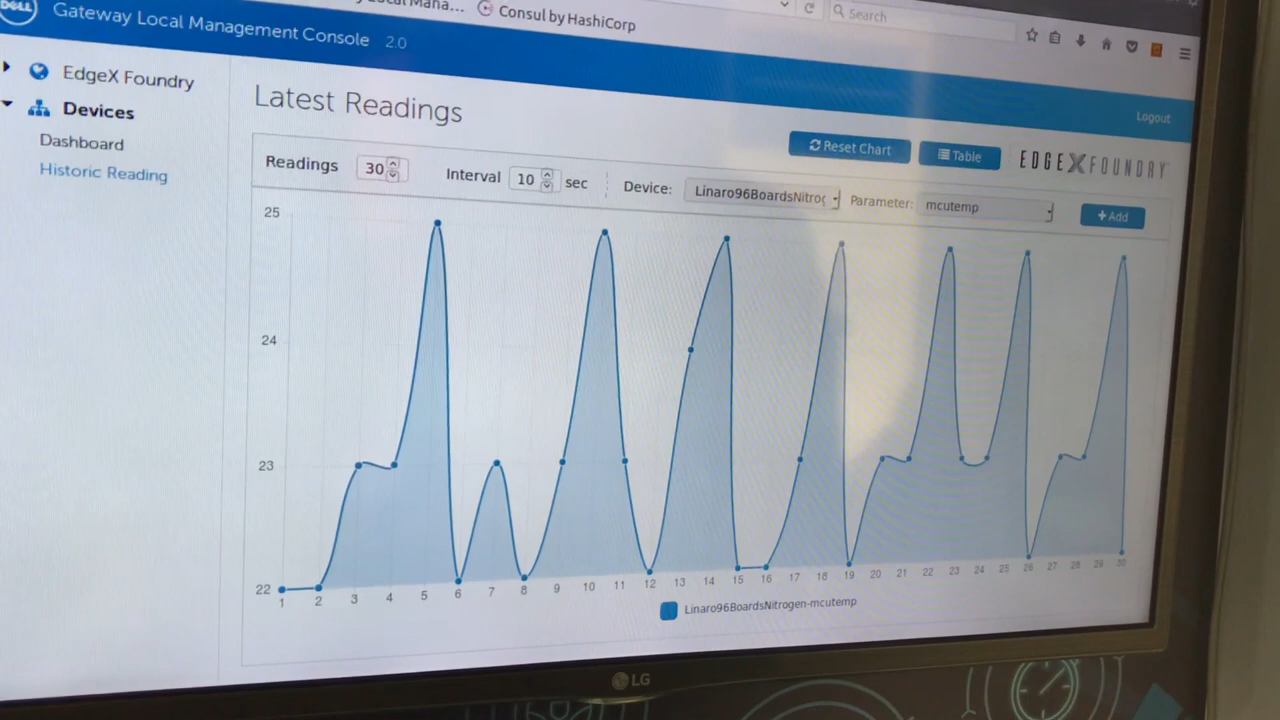 DELL
Gateway Local Management Console 2.0
Consul by HashiCorp
Search
Logout
EdgeX Foundry
Devices
Dashboard
Historic Reading
Latest Readings
Reset Chart
Table
EDGE X FOUNDRY
Readings 30 Interval 10 sec Device: Linaro96BoardsNitrog Parameter: mcutemp +Add
25
24
23
22
1 2 3 4 5 6 7 8 9 10 11 12 13 14 15 16 17 18 19 20 21 22 23 24 25 26 27 28 29 30
Linaro96BoardsNitrogen-mcutemp
LG